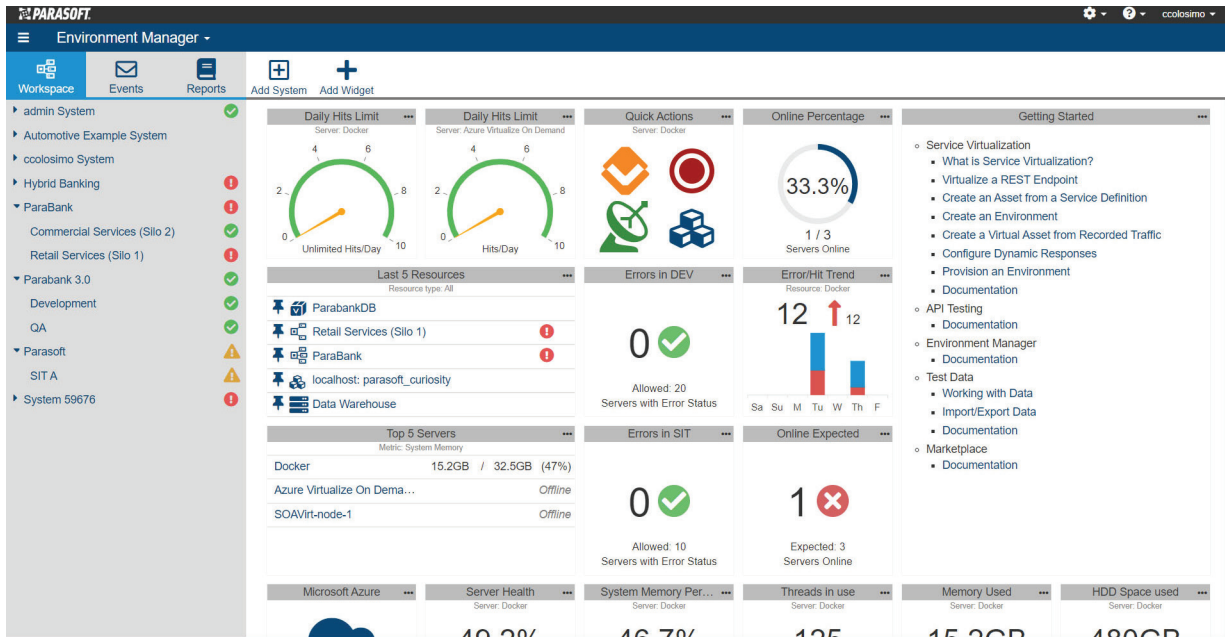 PARASOFT.
ccolosimo
Environment Manager
Workspace
Events
Reports
Add System
Add Widget
admin System
Automotive Example System
ccolosimo System
Hybrid Banking
ParaBank
Commercial Services (Silo 2)
Retail Services (Silo 1)
Parabank 3.0
Development
QA
Parasoft
SIT A
System 59676
Daily Hits Limit
Server: Docker
0
2
4
6
8
10
Unlimited Hits/Day
Daily Hits Limit
Server: Azure Virtualize On Demand
0
2
4
6
8
10
Hits/Day
Quick Actions
Server: Docker
Online Percentage
33.3%
1 / 3
Servers Online
Getting Started
Service Virtualization
What is Service Virtualization?
Virtualize a REST Endpoint
Create an Asset from a Service Definition
Create an Environment
Create a Virtual Asset from Recorded Traffic
Configure Dynamic Responses
Provision an Environment
Documentation
API Testing
Documentation
Environment Manager
Documentation
Test Data
Working with Data
Import/Export Data
Documentation
Marketplace
Documentation
Last 5 Resources
Resource type: All
ParabankDB
Retail Services (Silo 1)
ParaBank
localhost: parasoft_curiosity
Data Warehouse
Errors in DEV
0
Allowed: 20
Servers with Error Status
Error/Hit Trend
Resource: Docker
12 12
Sa Su M Tu W Th F
Top 5 Servers
Metric: System Memory
Docker 15.2GB / 32.5GB (47%)
Azure Virtualize On Dema... Offline
SOAVirt-node-1 Offline
Errors in SIT
0
Allowed: 10
Servers with Error Status
Online Expected
1
Expected: 3
Servers Online
Microsoft Azure
Server Health
Server: Docker
49.2%
System Memory Per...
Server: Docker
46.7%
Threads in use
Server: Docker
125
Memory Used
Server: Docker
15.2GB
HDD Space used
Server: Docker
480GB